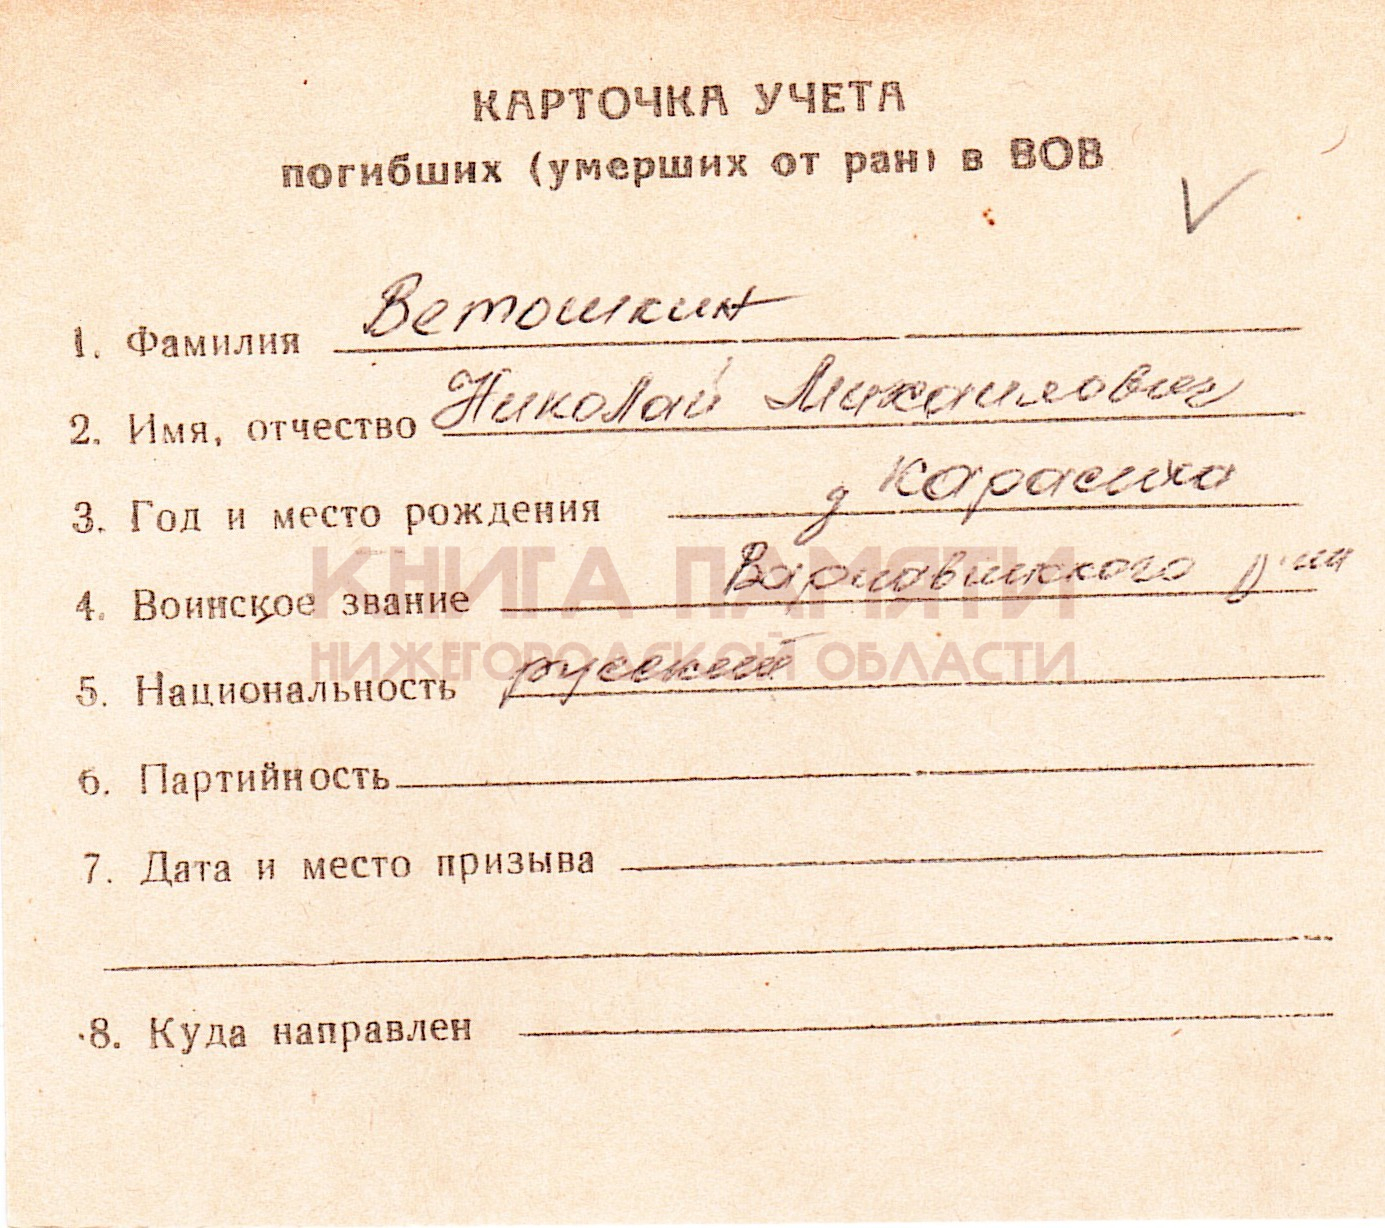 КАРТОЧКА УЧЕТА
погибших (умерших от ран) в ВОВ
1. Фамилия Ветошкин
2. Имя, отчество Николай Михаилович
3. Год и место рождения д Карасиха
4. Воинское звание Варнавинского р-на
КНИГА ПАМЯТИ
НИЖЕГОРОДСКОЙ ОБЛАСТИ
5. Национальность русский
6. Партийность
7. Дата и место призыва
8. Куда направлен